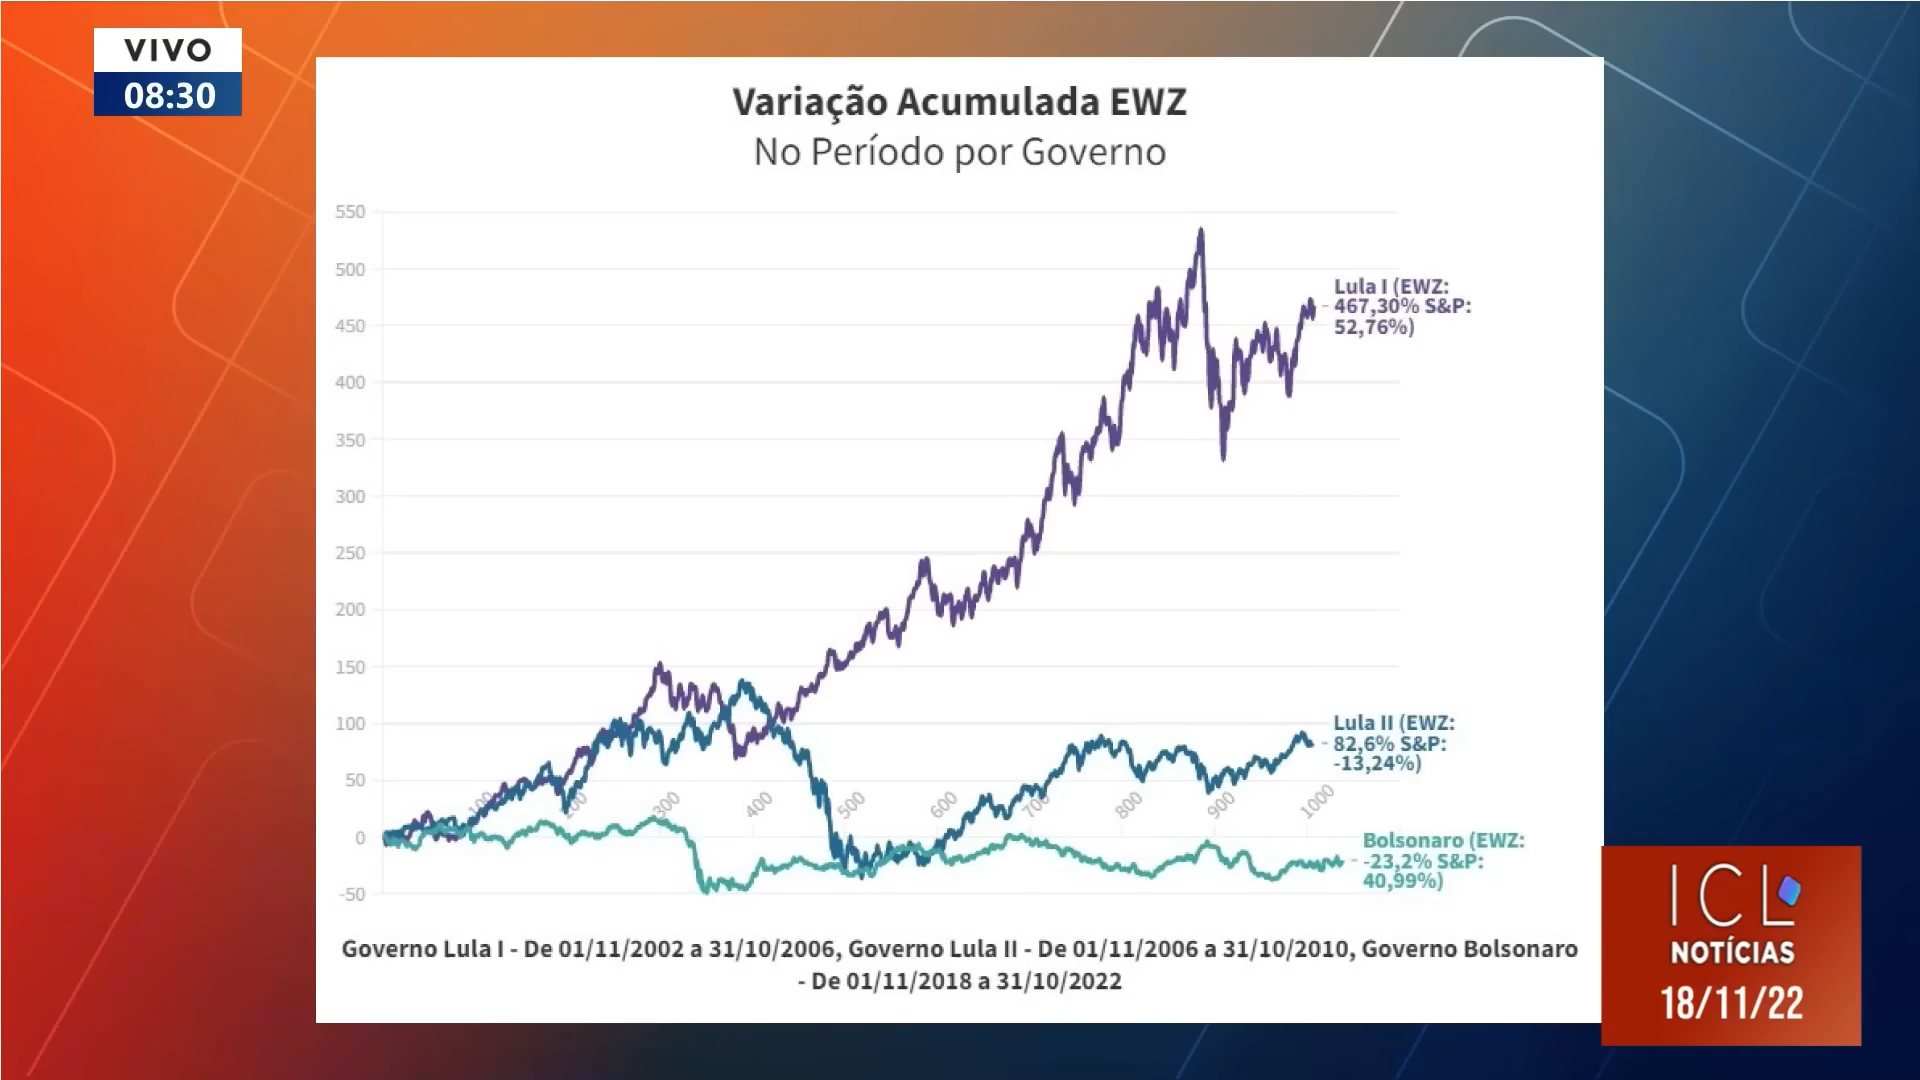 VIVO
08:30
Variação Acumulada EWZ
No Período por Governo
550
500
450
400
350
300
250
200
150
100
50
0
-50
100
200
300
400
500
600
700
800
900
1000
Lula I (EWZ:
467,30% S&P:
52,76%)
Lula II (EWZ:
82,6% S&P:
-13,24%)
Bolsonaro (EWZ:
-23,2% S&P:
40,99%)
Governo Lula I - De 01/11/2002 a 31/10/2006, Governo Lula II - De 01/11/2006 a 31/10/2010, Governo Bolsonaro
- De 01/11/2018 a 31/10/2022
ICL
NOTÍCIAS
18/11/22